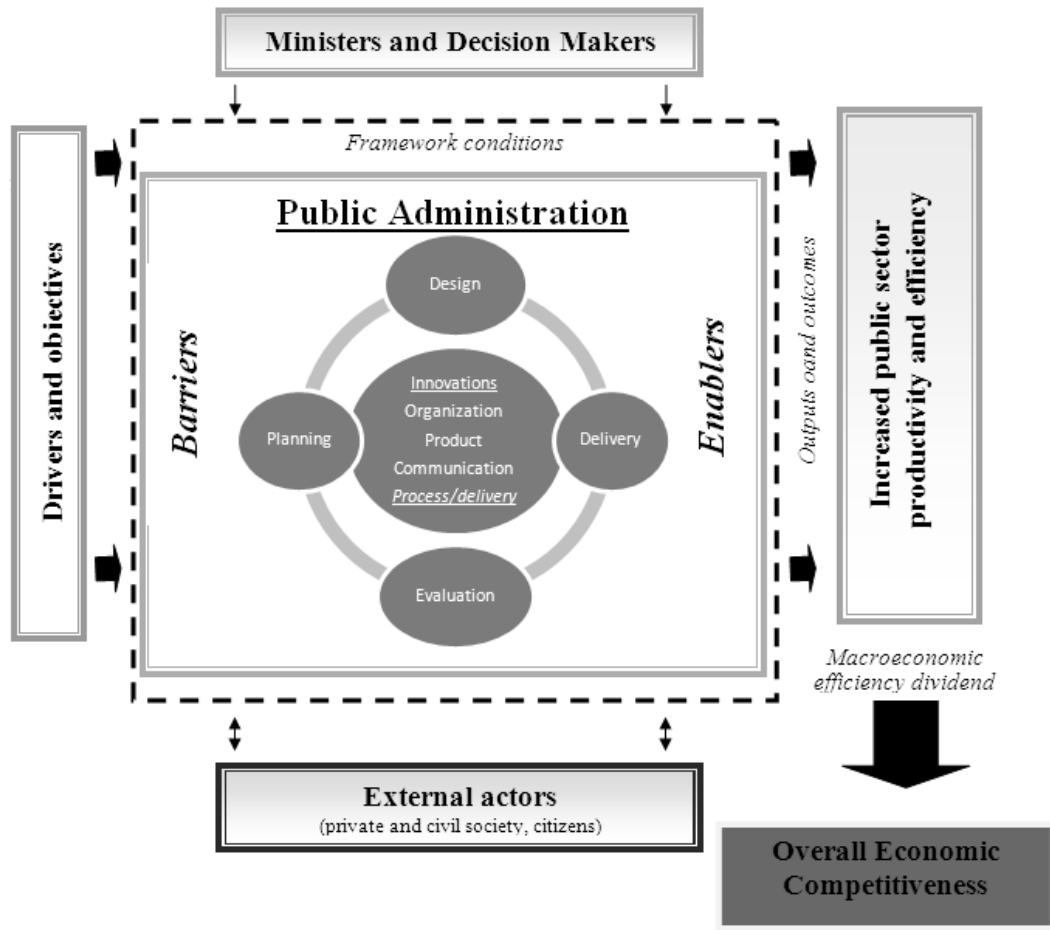 Ministers and Decision Makers
Framework conditions
Drivers and obiectives
Public Administration
Barriers
Design
Planning
Innovations
Organization
Product
Communication
Process/delivery
Delivery
Evaluation
Enablers
Outputs oand outcomes
Increased public sector
productivity and efficiency
Macroeconomic
efficiency dividend
External actors
(private and civil society, citizens)
Overall Economic
Competitiveness